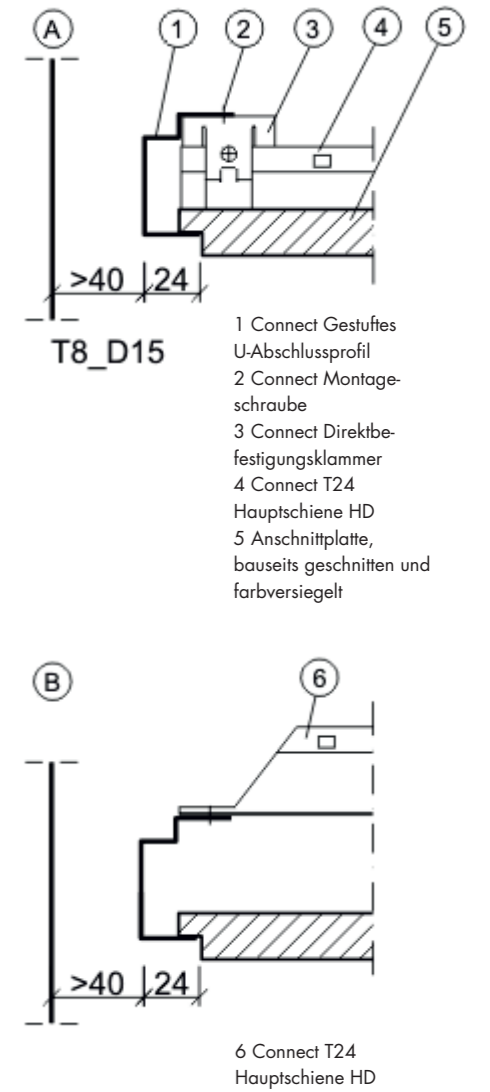 A 1 2 3 4 5
>40 24
T8_D15
1 Connect Gestuftes
U-Abschlussprofil
2 Connect Montage-
schraube
3 Connect Direktbe-
festigungsklammer
4 Connect T24
Hauptschiene HD
5 Anschnittplatte,
bauseits geschnitten und
farbversiegelt
B 6
>40 24
6 Connect T24
Hauptschiene HD